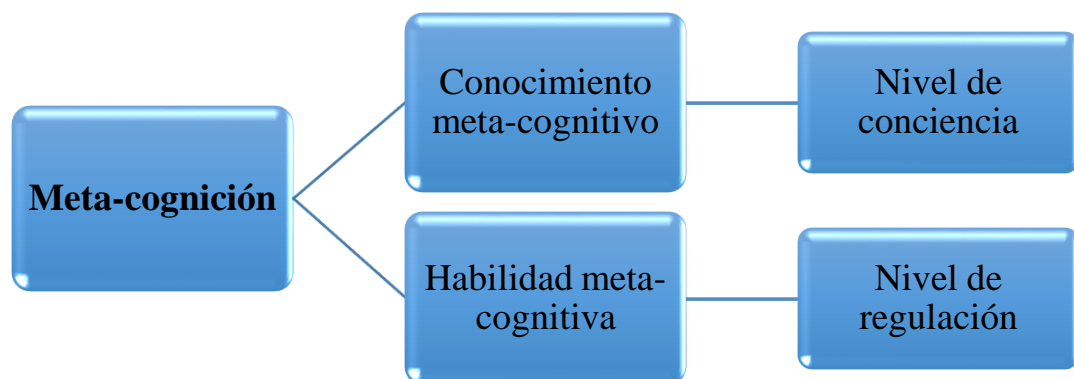 Meta-cognición
Conocimiento
meta-cognitivo
Nivel de
conciencia
Habilidad meta-
cognitiva
Nivel de
regulación